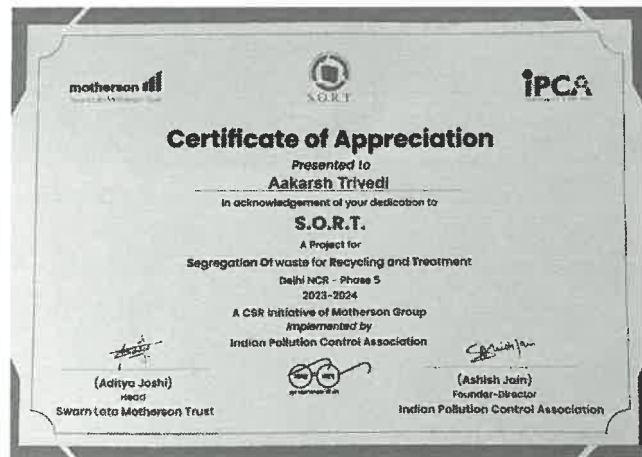 motherson
S.O.R.T
iPCA
Certificate of Appreciation
Presented to
Aakarsh Trivedi
In acknowledgement of your dedication to
S.O.R.T.
A Project for
Segregation Of waste for Recycling and Treatment
Delhi NCR - Phase 5
2023-2024
A CSR Initiative of Motherson Group
Implemented by
Indian Pollution Control Association
(Aditya Joshi)
Head
Swarn Lata Motherson Trust
(Ashish Jain)
Founder-Director
Indian Pollution Control Association